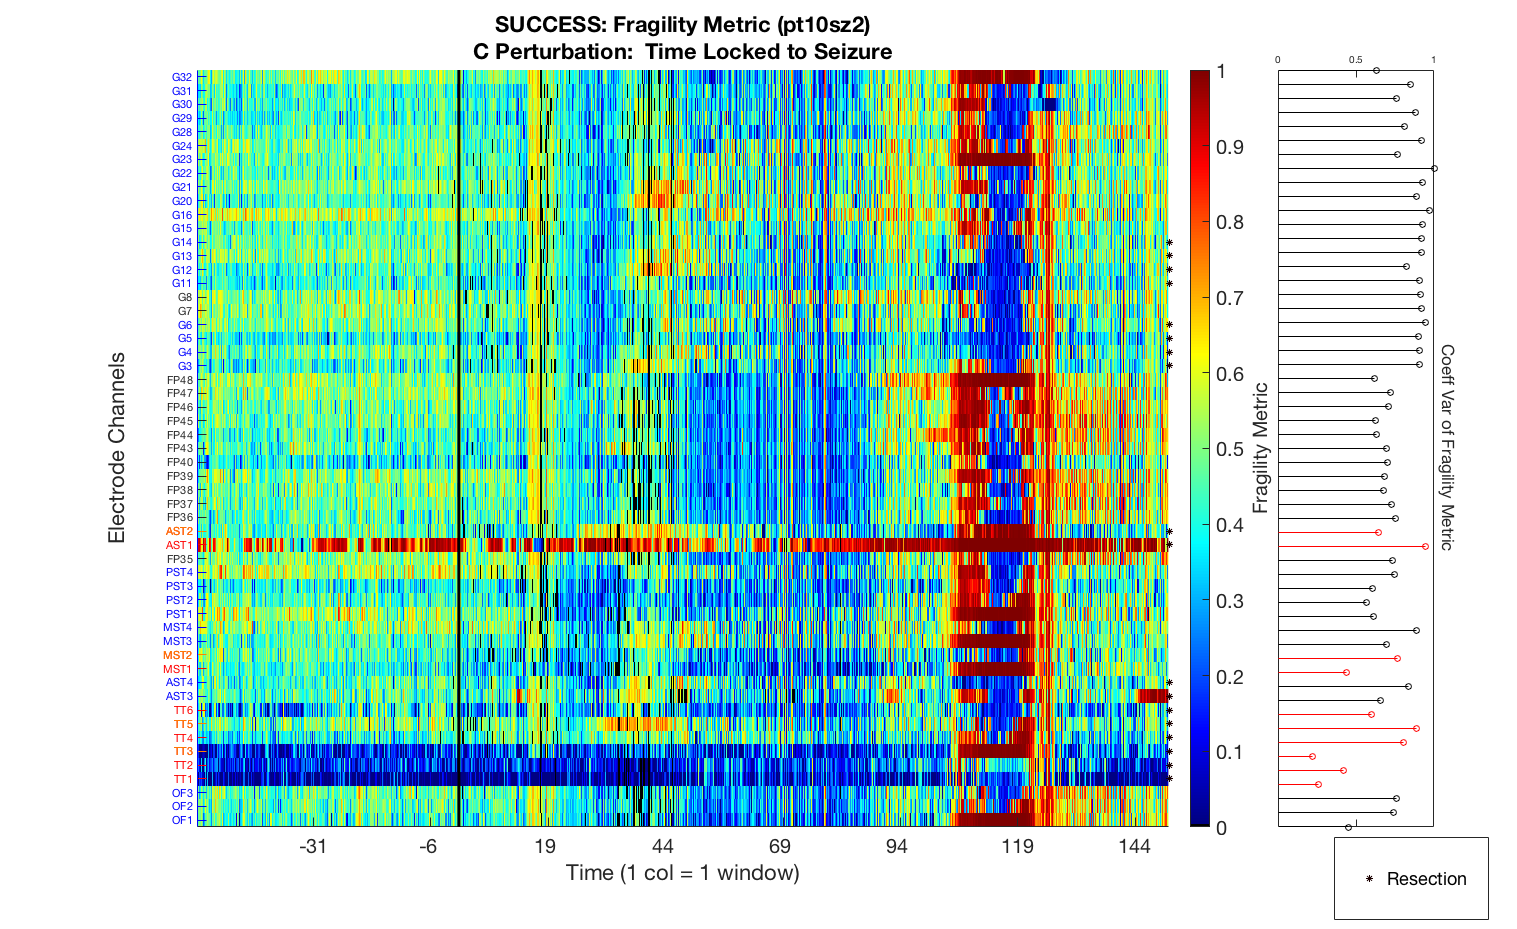 SUCCESS: Fragility Metric (pt10sz2)
C Perturbation:  Time Locked to Seizure
Electrode Channels
G32
G31
G30
G29
G28
G24
G23
G22
G21
G20
G16
G15
G14
G13
G12
G11
G8
G7
G6
G5
G4
G3
FP48
FP47
FP46
FP45
FP44
FP43
FP40
FP39
FP38
FP37
FP36
AST2
AST1
FP35
PST4
PST3
PST2
PST1
MST4
MST3
MST2
MST1
AST4
AST3
TT6
TT5
TT4
TT3
TT2
TT1
OF3
OF2
OF1
-31 -6 19 44 69 94 119 144
Time (1 col = 1 window)
1
0.9
0.8
0.7
0.6
0.5
0.4
0.3
0.2
0.1
0
Fragility Metric
0 0.5 1
Coeff Var of Fragility Metric
Resection